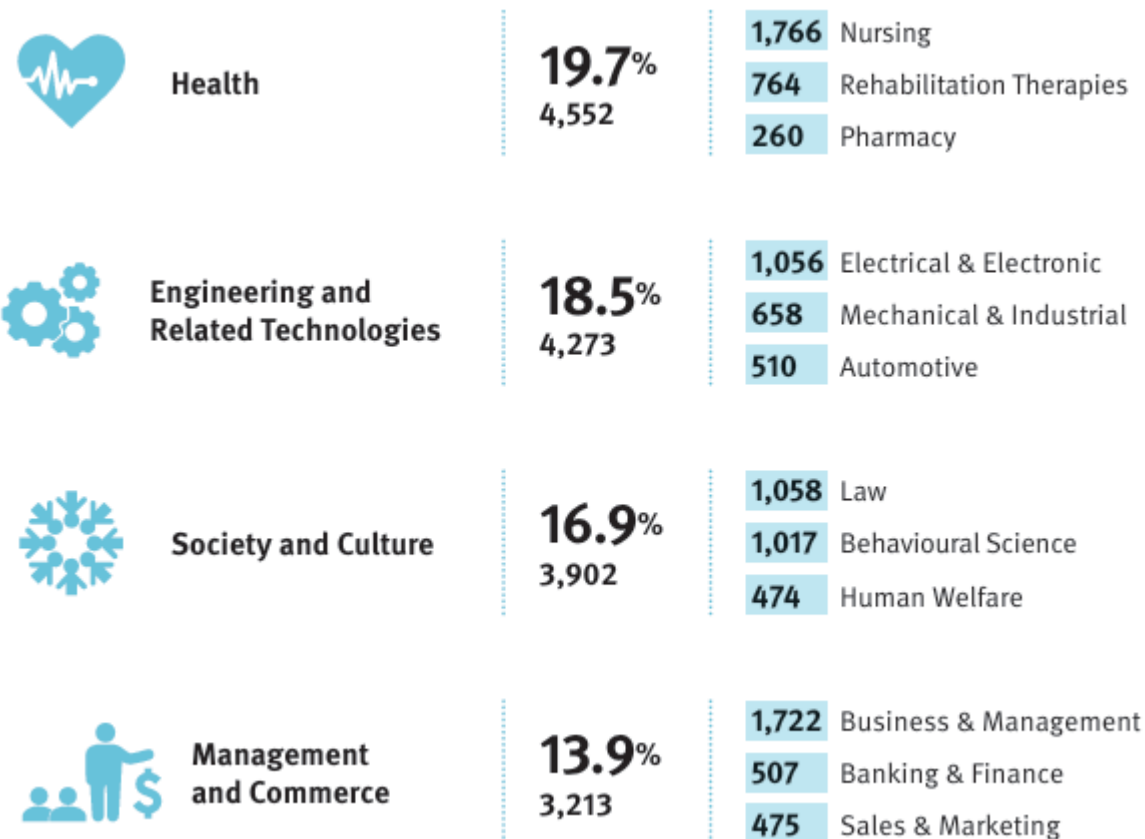 Health
19.7%
4,552
1,766 Nursing
764 Rehabilitation Therapies
260 Pharmacy
Engineering and
Related Technologies
18.5%
4,273
1,056 Electrical & Electronic
658 Mechanical & Industrial
510 Automotive
Society and Culture
16.9%
3,902
1,058 Law
1,017 Behavioural Science
474 Human Welfare
Management
and Commerce
$
13.9%
3,213
1,722 Business & Management
507 Banking & Finance
475 Sales & Marketing